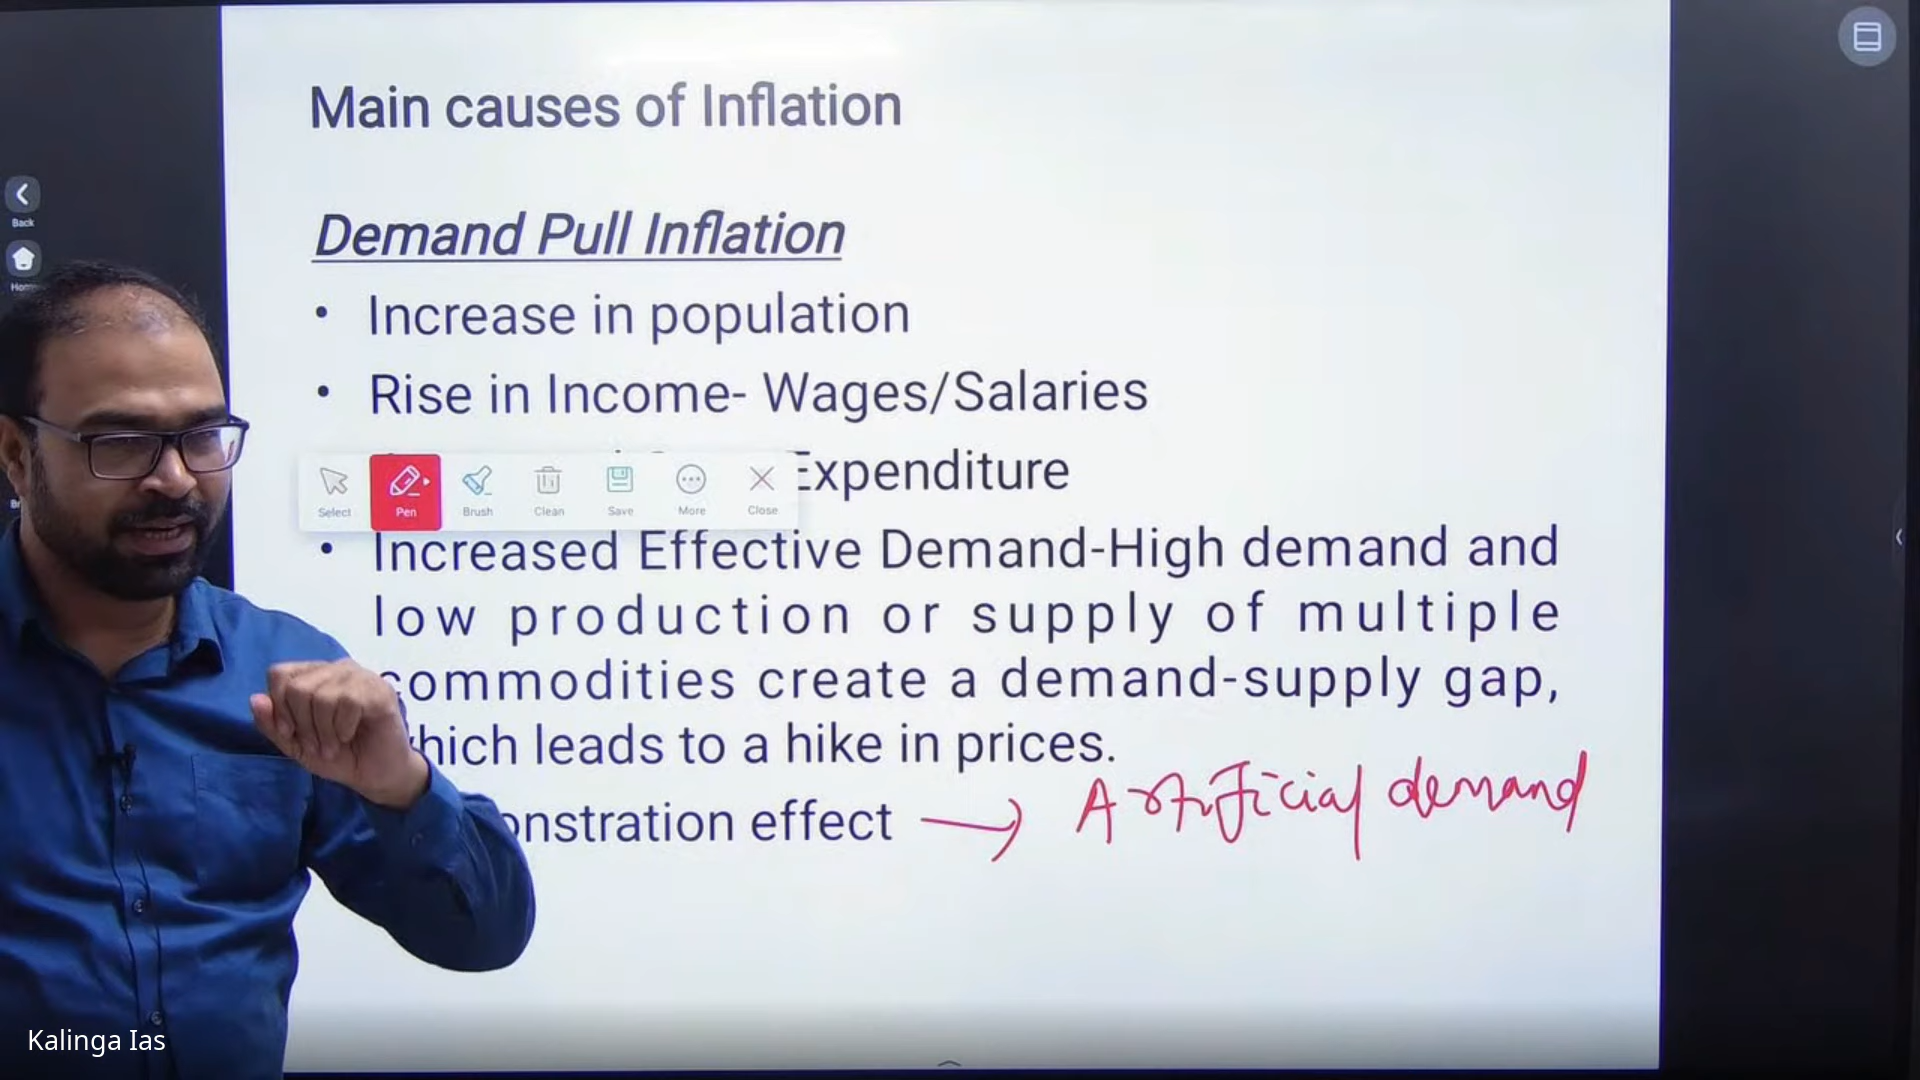 Main causes of Inflation
Back
Demand Pull Inflation
• Increase in population
• Rise in Income- Wages/Salaries
Expenditure
Select Pen Brush Clean Save More Close
• Increased Effective Demand-High demand and
low production or supply of multiple
commodities create a demand-supply gap,
which leads to a hike in prices.
onstration effect → Artificial demand
Kalinga Ias